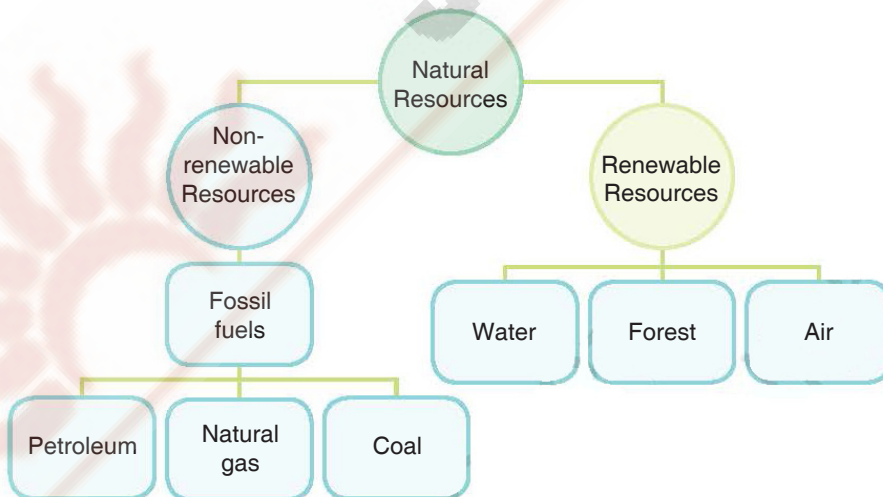 Natural
Resources
Non-
renewable
Resources
Renewable
Resources
Fossil
fuels
Water
Forest
Air
Petroleum
Natural
gas
Coal